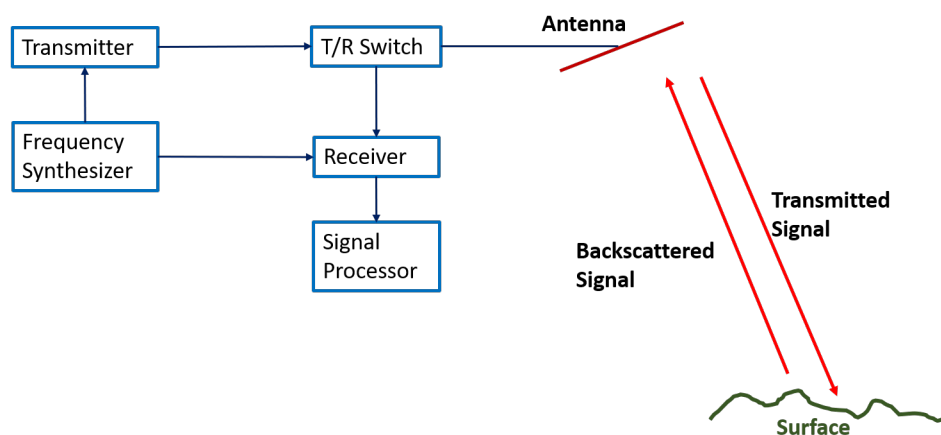 Antenna
Transmitter
T/R Switch
Frequency
Synthesizer
Receiver
Signal
Processor
Transmitted
Signal
Backscattered
Signal
Surface